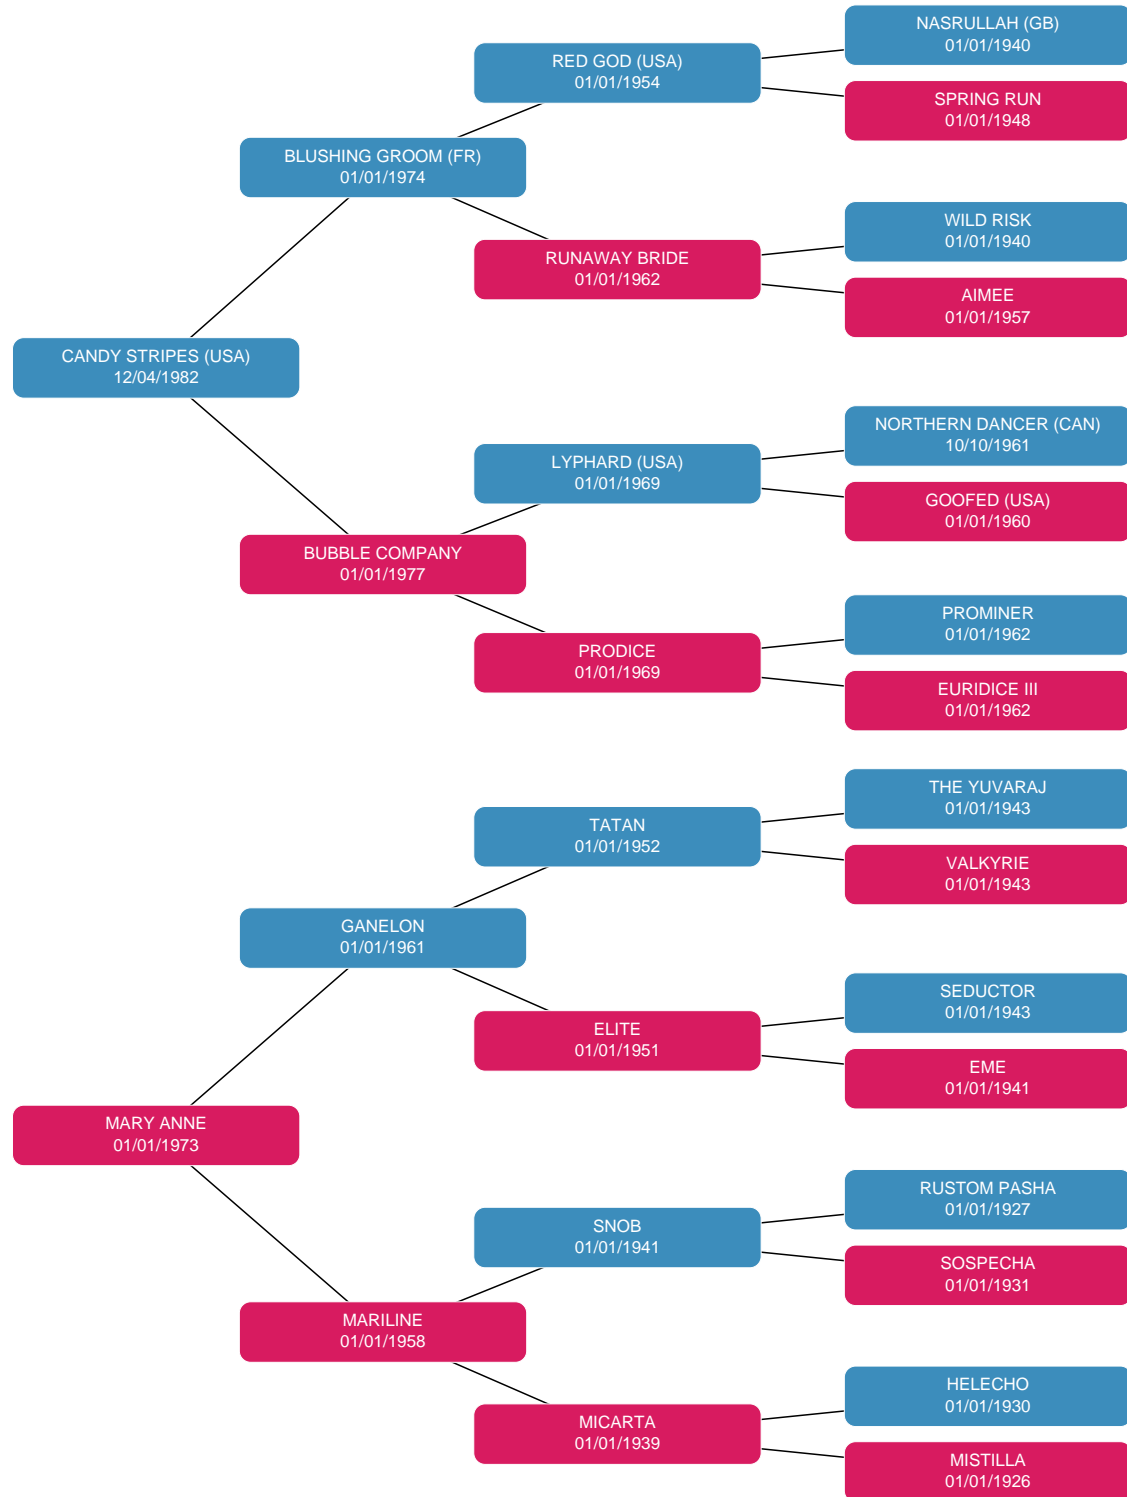 NASRULLAH (GB)
01/01/1940
RED GOD (USA)
01/01/1954
SPRING RUN
01/01/1948
BLUSHING GROOM (FR)
01/01/1974
WILD RISK
01/01/1940
RUNAWAY BRIDE
01/01/1962
AIMEE
01/01/1957
CANDY STRIPES (USA)
12/04/1982
NORTHERN DANCER (CAN)
10/10/1961
LYPHARD (USA)
01/01/1969
GOOFED (USA)
01/01/1960
BUBBLE COMPANY
01/01/1977
PROMINER
01/01/1962
PRODICE
01/01/1969
EURIDICE III
01/01/1962
THE YUVARAJ
01/01/1943
TATAN
01/01/1952
VALKYRIE
01/01/1943
GANELON
01/01/1961
SEDUCTOR
01/01/1943
ELITE
01/01/1951
EME
01/01/1941
MARY ANNE
01/01/1973
RUSTOM PASHA
01/01/1927
SNOB
01/01/1941
SOSPECHA
01/01/1931
MARILINE
01/01/1958
HELECHO
01/01/1930
MICARTA
01/01/1939
MISTILLA
01/01/1926